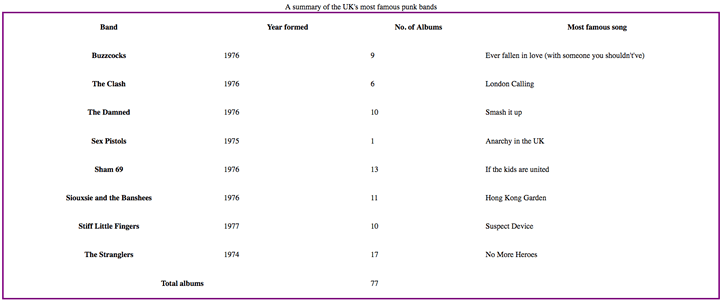 A summary of the UK's most famous punk bands
Band Year formed No. of Albums Most famous song
Buzzcocks 1976 9 Ever fallen in love (with someone you shouldn't've)
The Clash 1976 6 London Calling
The Damned 1976 10 Smash it up
Sex Pistols 1975 1 Anarchy in the UK
Sham 69 1976 13 If the kids are united
Siouxsie and the Banshees 1976 11 Hong Kong Garden
Stiff Little Fingers 1977 10 Suspect Device
The Stranglers 1974 17 No More Heroes
Total albums 77